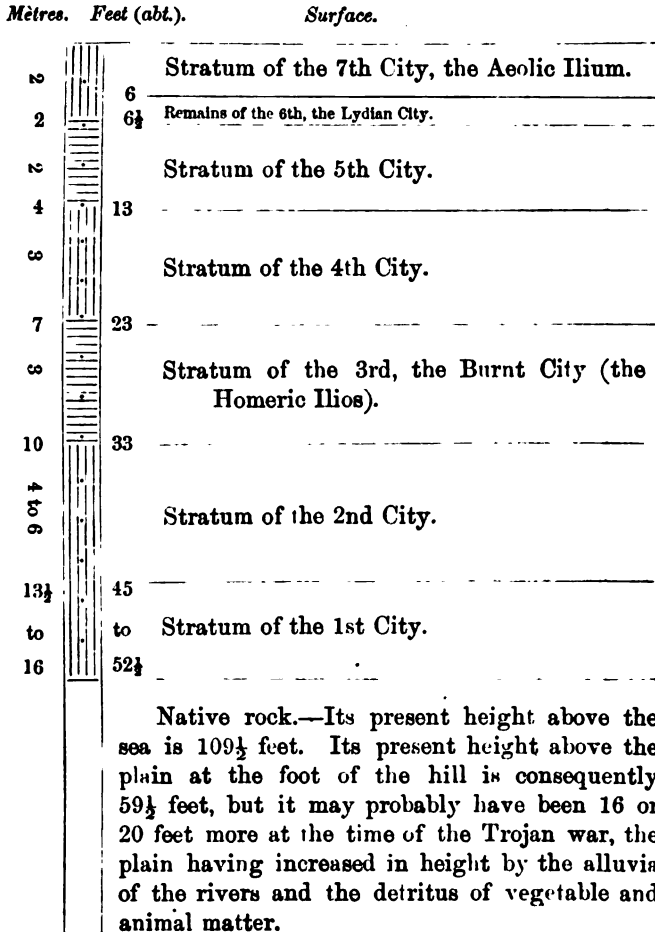 Mètres. Feet (abt.). Surface.
2 Stratum of the 7th City, the Aeolic Ilium.
6
2 6½ Remains of the 6th, the Lydian City.
2 Stratum of the 5th City.
4 13
3 Stratum of the 4th City.
7 23
3 Stratum of the 3rd, the Burnt City (the
Homeric Ilios).
10 33
4 to 6 Stratum of the 2nd City.
13½ 45
to to Stratum of the 1st City.
16 52½
Native rock.—Its present height above the
sea is 109½ feet. Its present height above the
plain at the foot of the hill is consequently
59½ feet, but it may probably have been 16 or
20 feet more at the time of the Trojan war, the
plain having increased in height by the alluvia
of the rivers and the detritus of vegetable and
animal matter.